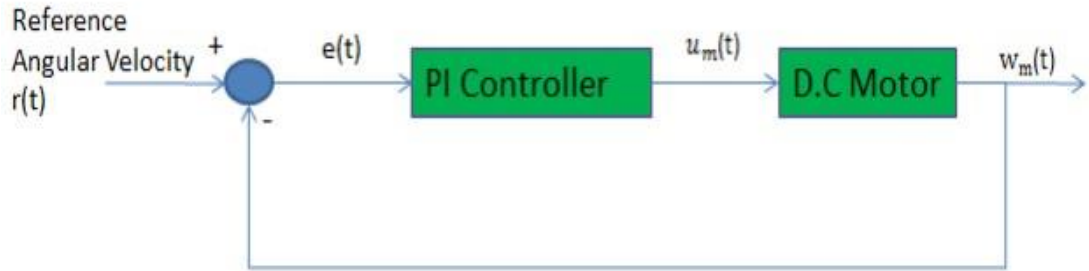 Reference
Angular Velocity
r(t)
+
-
e(t)
PI Controller
u_m(t)
D.C Motor
w_m(t)